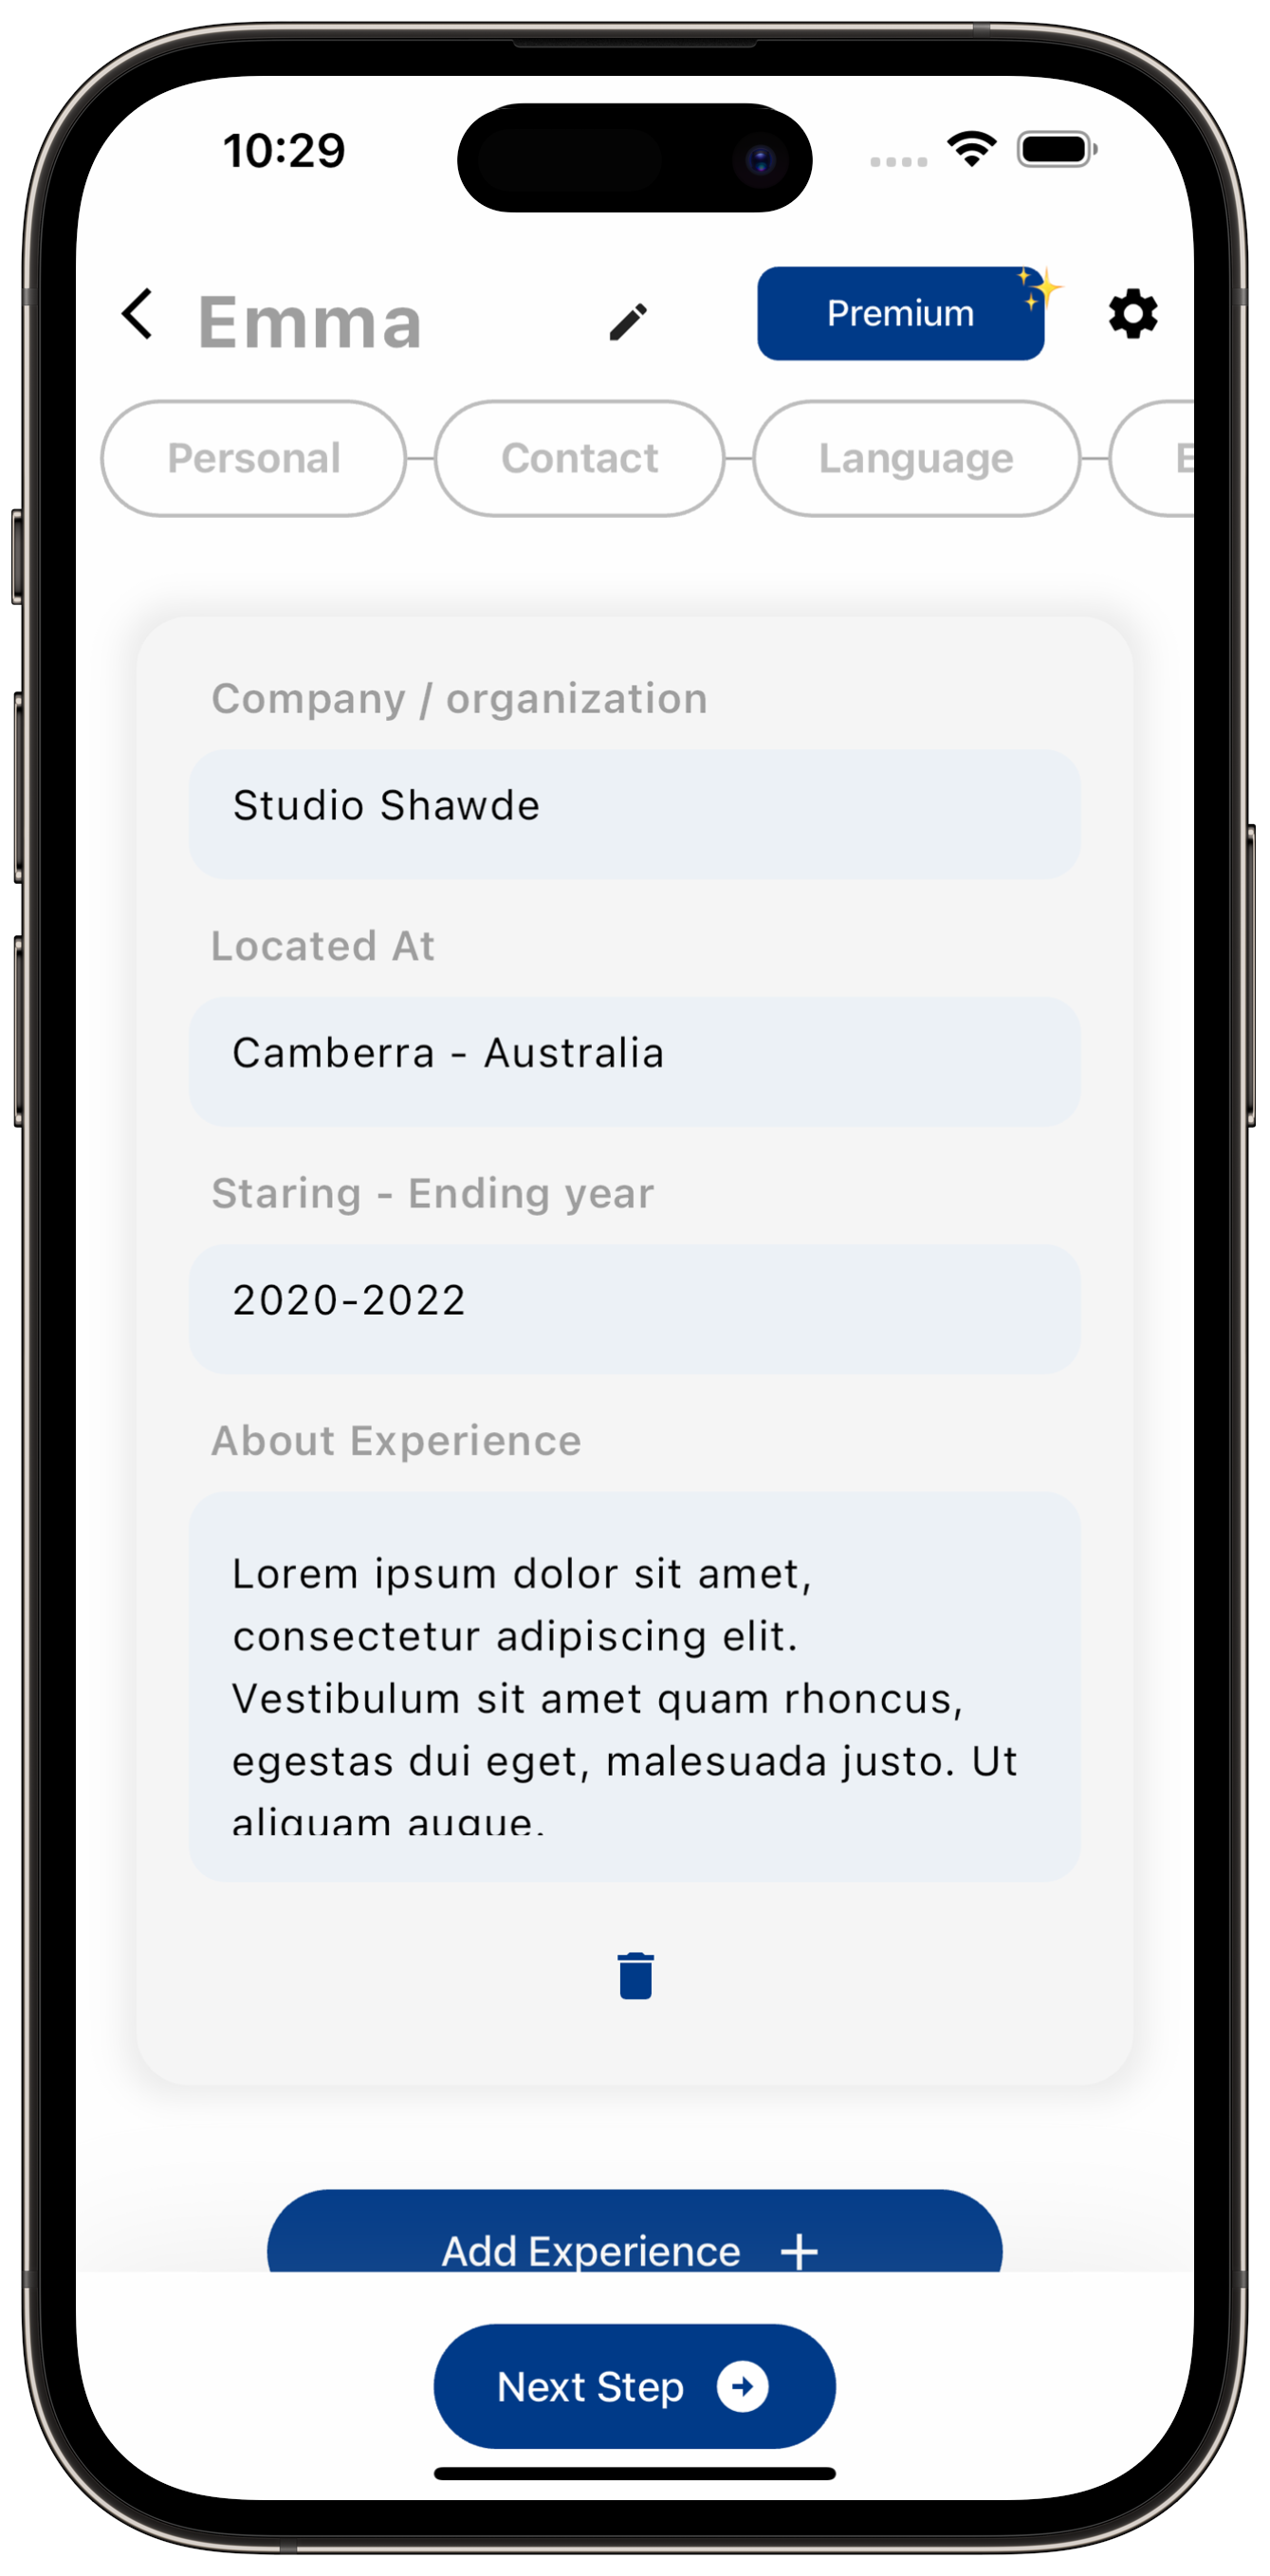 10:29
Emma
Premium
Personal
Contact
Language
E
Company / organization
Studio Shawde
Located At
Camberra - Australia
Staring - Ending year
2020-2022
About Experience
Lorem ipsum dolor sit amet,
consectetur adipiscing elit.
Vestibulum sit amet quam rhoncus,
egestas dui eget, malesuada justo. Ut
aliquam augue.
Add Experience +
Next Step